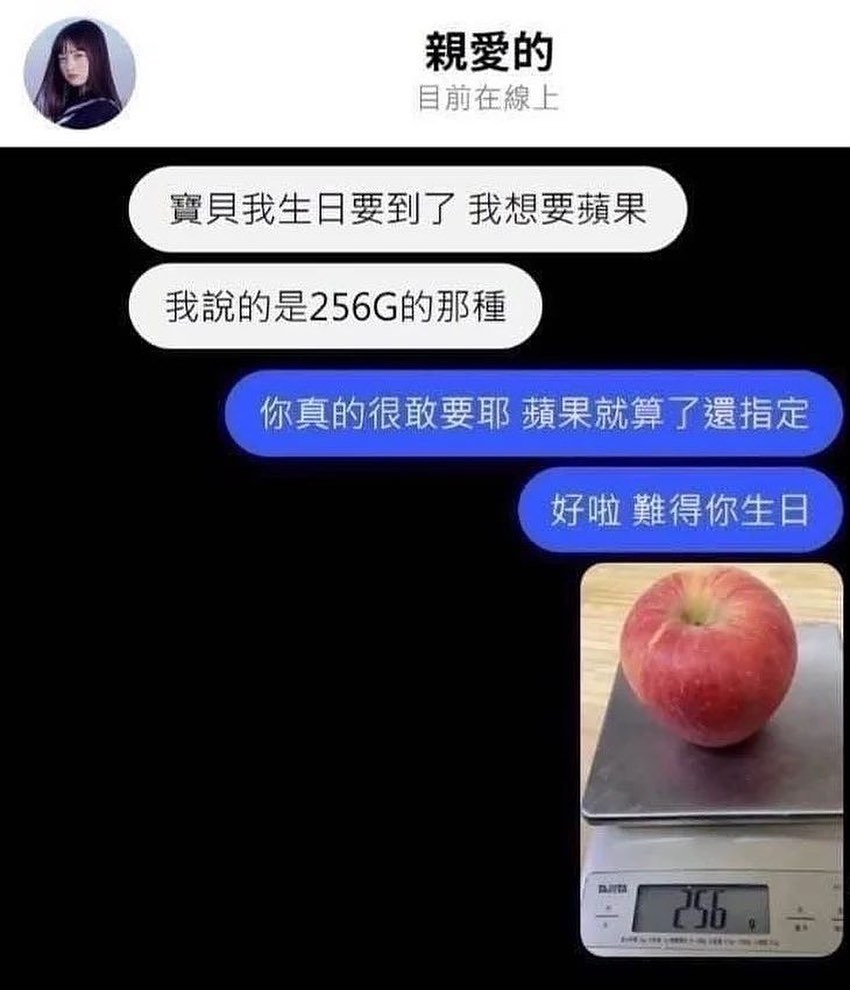 親愛的
目前在線上
寶貝我生日要到了 我想要蘋果
我說的是256G的那種
你真的很敢要耶 蘋果就算了還指定
好啦 難得你生日
TANITA
256 g